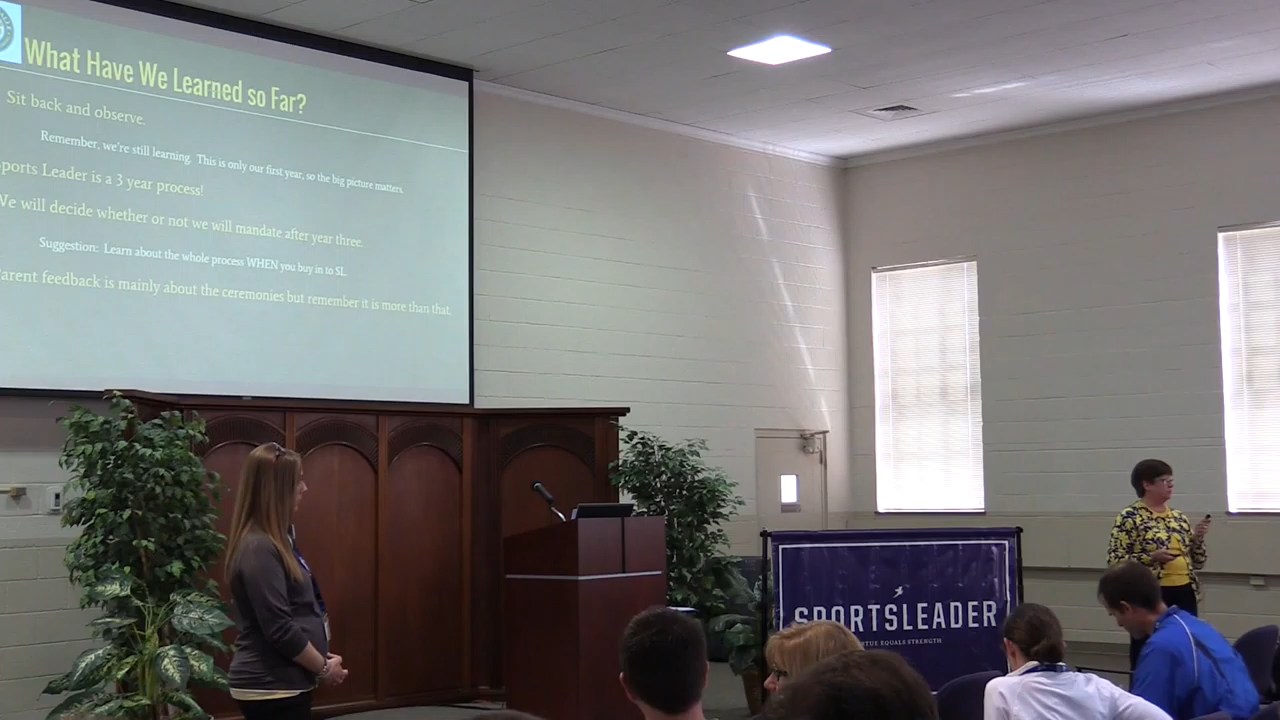 What Have We Learned so Far?
Sit back and observe.
Remember, we're still learning. This is only our first year, so the big picture matters.
ports Leader is a 3 year process!
We will decide whether or not we will mandate after year three.
Suggestion: Learn about the whole process WHEN you buy in to SL.
arent feedback is mainly about the ceremonies but remember it is more than that.
SPORTSLEADER
RTUE EQUALS STRENGTH